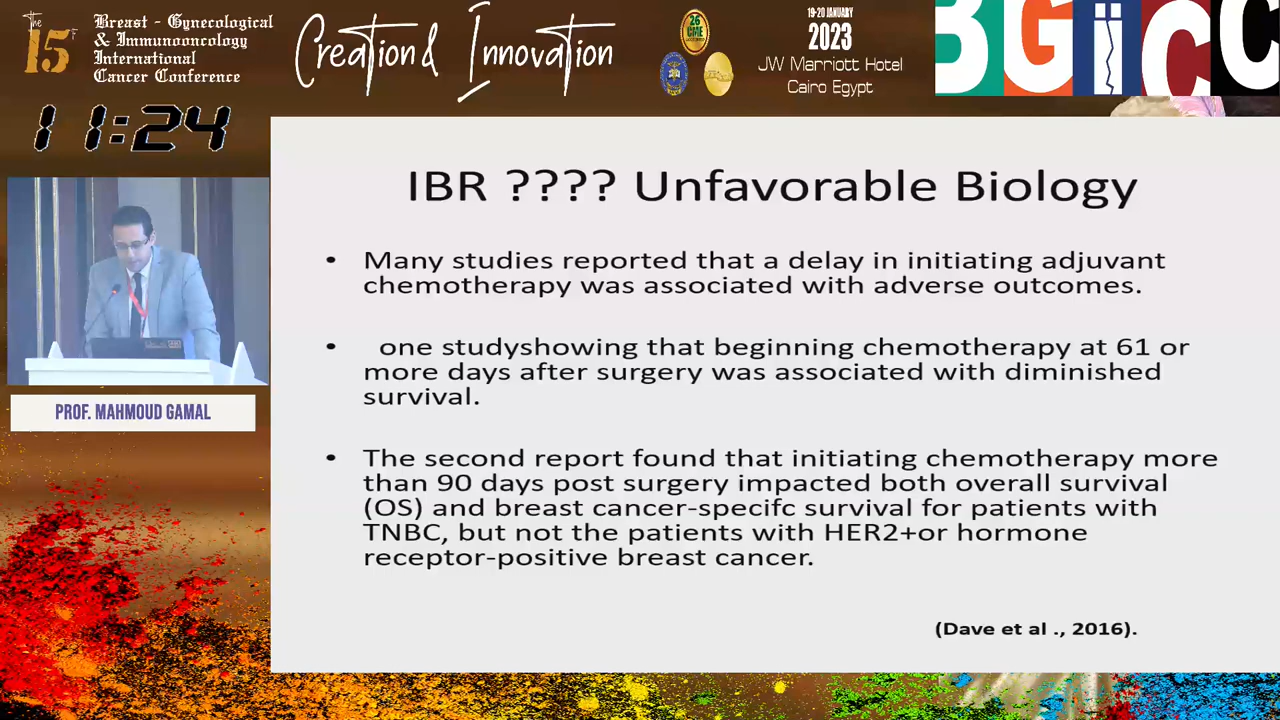 The 15th
Breast - Gynecological
& Immunooncology
International
Cancer Conference
Creation & Innovation
26
CME
19-20 JANUARY
2023
JW Marriott Hotel
Cairo Egypt
BGICC
11:24
PROF. MAHMOUD GAMAL
IBR ???? Unfavorable Biology
• Many studies reported that a delay in initiating adjuvant
chemotherapy was associated with adverse outcomes.
• one studyshowing that beginning chemotherapy at 61 or
more days after surgery was associated with diminished
survival.
• The second report found that initiating chemotherapy more
than 90 days post surgery impacted both overall survival
(OS) and breast cancer-specifc survival for patients with
TNBC, but not the patients with HER2+or hormone
receptor-positive breast cancer.
(Dave et al ., 2016).